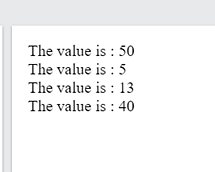 The value is : 50
The value is : 5
The value is : 13
The value is : 40